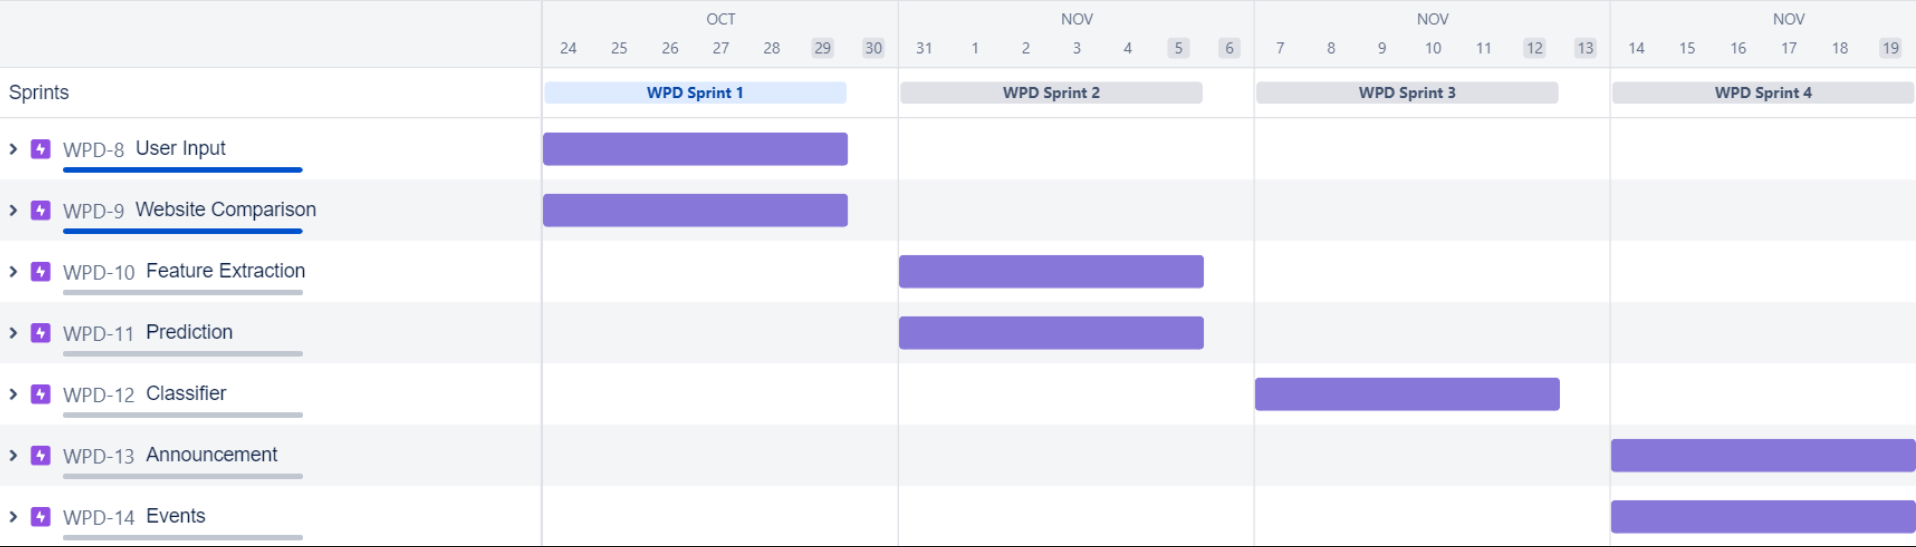 OCT NOV NOV NOV
24 25 26 27 28 29 30 31 1 2 3 4 5 6 7 8 9 10 11 12 13 14 15 16 17 18 19
Sprints WPD Sprint 1 WPD Sprint 2 WPD Sprint 3 WPD Sprint 4
WPD-8 User Input
WPD-9 Website Comparison
WPD-10 Feature Extraction
WPD-11 Prediction
WPD-12 Classifier
WPD-13 Announcement
WPD-14 Events